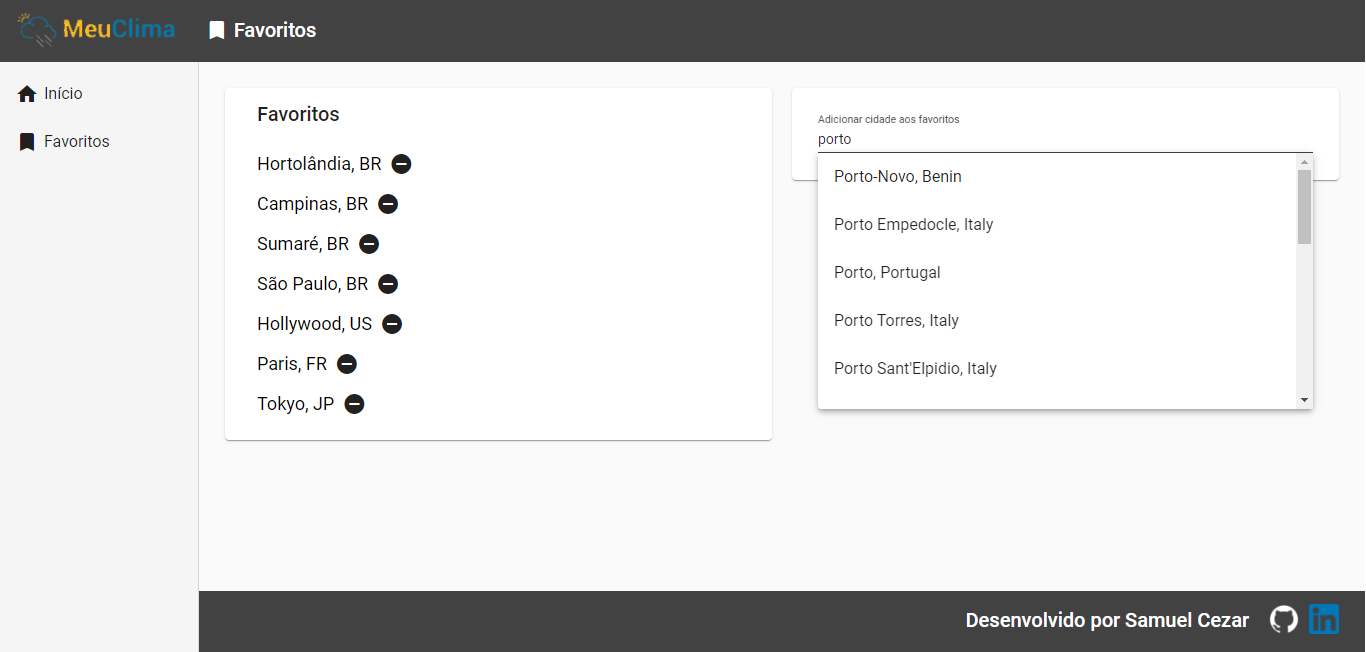 MeuClima
Favoritos
Início
Favoritos
Favoritos
Hortolândia, BR
Campinas, BR
Sumaré, BR
São Paulo, BR
Hollywood, US
Paris, FR
Tokyo, JP
Adicionar cidade aos favoritos
porto
Porto-Novo, Benin
Porto Empedocle, Italy
Porto, Portugal
Porto Torres, Italy
Porto Sant'Elpidio, Italy
Desenvolvido por Samuel Cezar
in